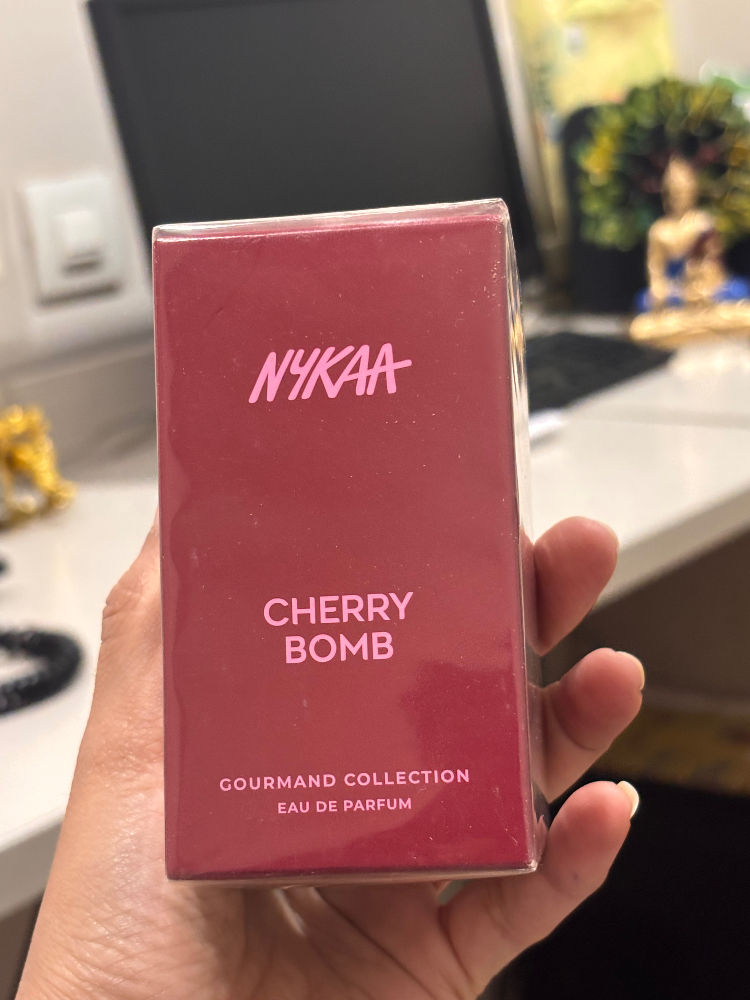 NYKAA
CHERRY
BOMB
GOURMAND COLLECTION
EAU DE PARFUM